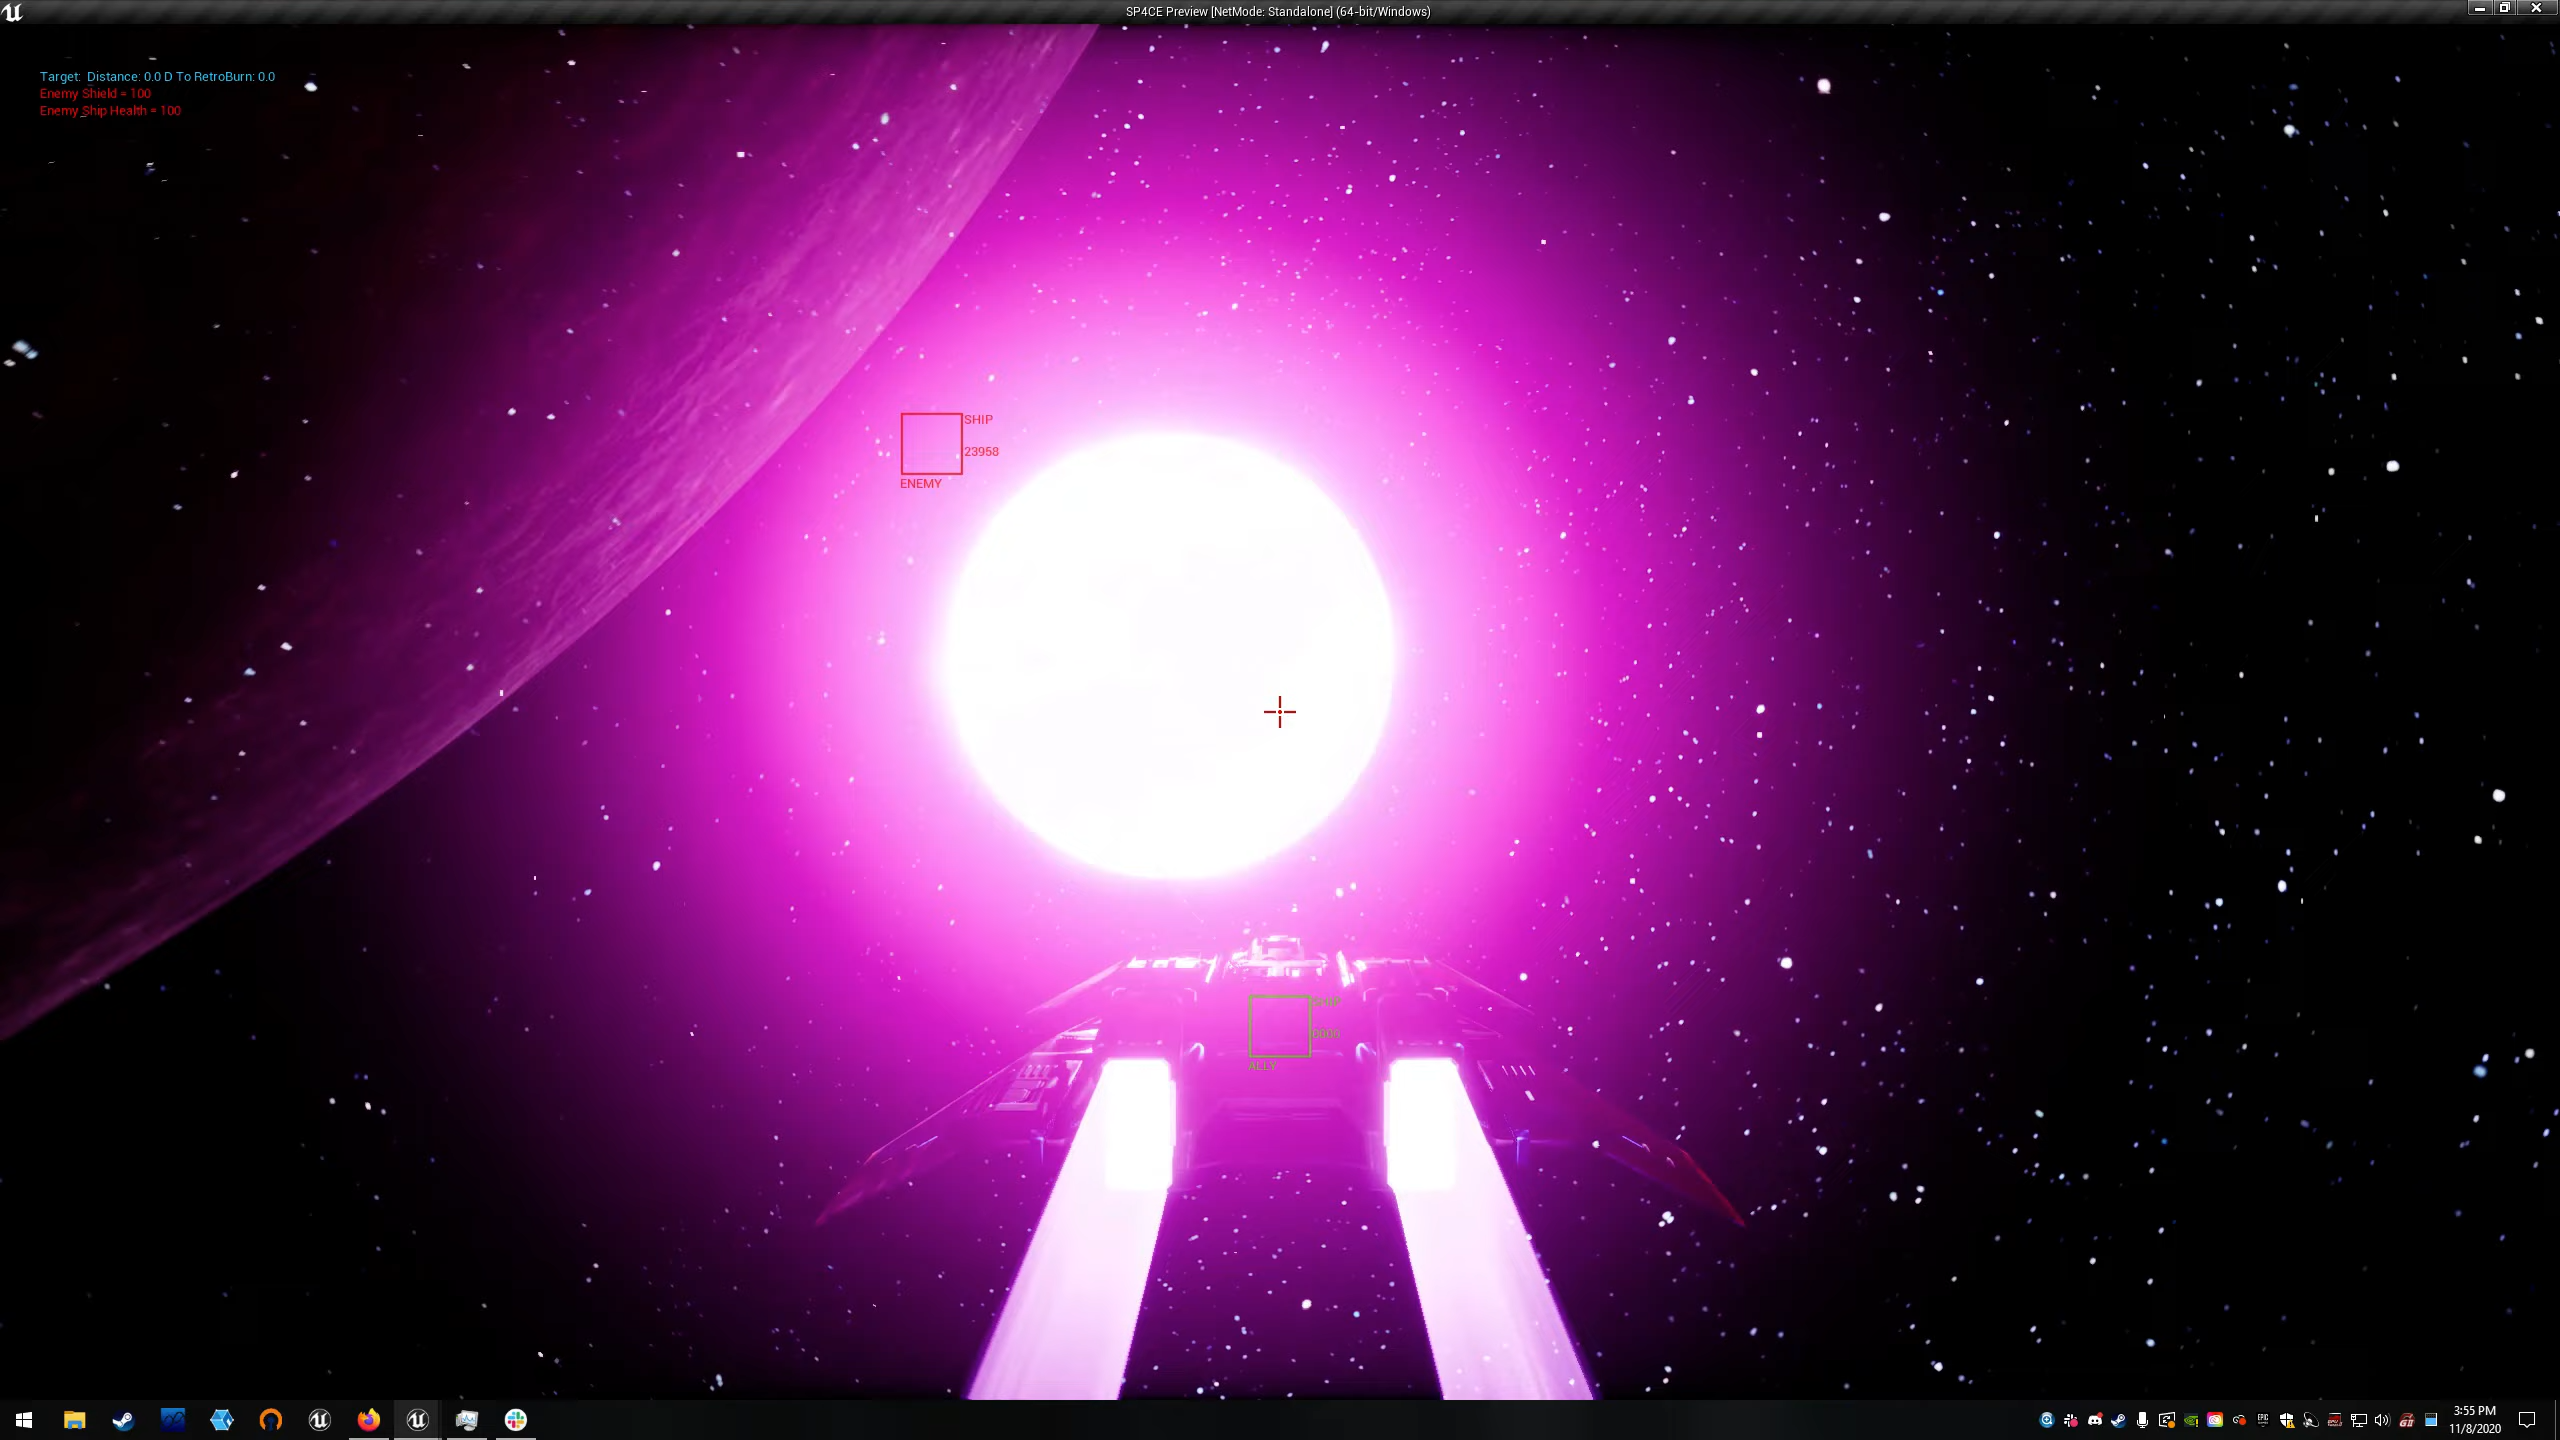 SP4CE Preview [NetMode: Standalone] (64-bit/Windows)
Target:  Distance: 0.0 D To RetroBurn: 0.0
Enemy Shield = 100
Enemy Ship Health = 100
SHIP
23958
ENEMY
SHIP
ALLY
3:55 PM
11/8/2020